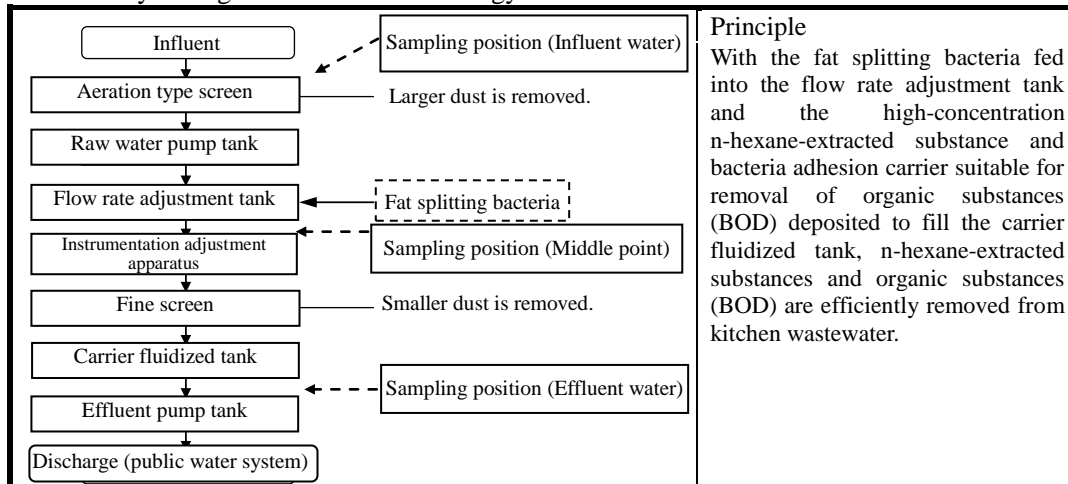 Influent
Sampling position (Influent water)
Aeration type screen
Larger dust is removed.
Raw water pump tank
Flow rate adjustment tank
Fat splitting bacteria
Instrumentation adjustment
apparatus
Sampling position (Middle point)
Fine screen
Smaller dust is removed.
Carrier fluidized tank
Sampling position (Effluent water)
Effluent pump tank
Discharge (public water system)
Principle
With the fat splitting bacteria fed
into the flow rate adjustment tank
and the high-concentration
n-hexane-extracted substance and
bacteria adhesion carrier suitable for
removal of organic substances
(BOD) deposited to fill the carrier
fluidized tank, n-hexane-extracted
substances and organic substances
(BOD) are efficiently removed from
kitchen wastewater.